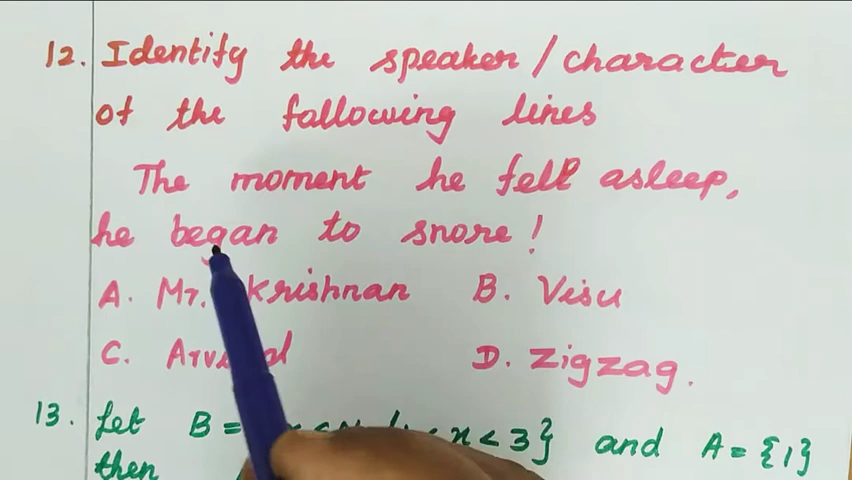 12. Identify the speaker/character
of the following lines
The moment he fell asleep,
he began to snore!
A. Mr. Krishnan B. Visu
C. D. Zigzag.
13. Let B = x < 3} and A = {1}
then